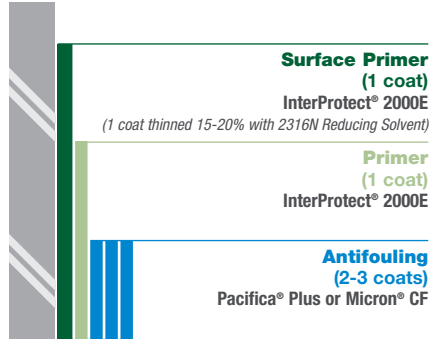 Surface Primer
(1 coat)
InterProtect® 2000E
(1 coat thinned 15-20% with 2316N Reducing Solvent)
Primer
(1 coat)
InterProtect® 2000E
Antifouling
(2-3 coats)
Pacifica® Plus or Micron® CF